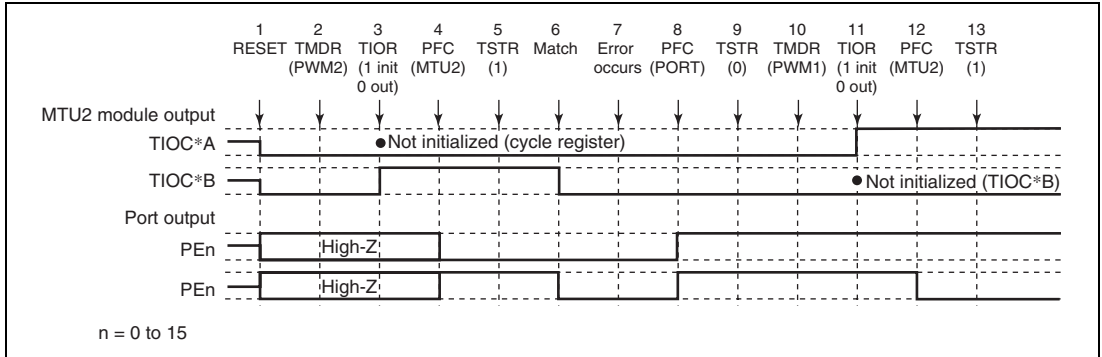 1 2 3 4 5 6 7 8 9 10 11 12 13
RESET TMDR TIOR PFC TSTR Match Error PFC TSTR TMDR TIOR PFC TSTR
(PWM2) (1 init (MTU2) (1) occurs (PORT) (0) (PWM1) (1 init (MTU2) (1)
0 out) 0 out)
MTU2 module output
TIOC*A ●Not initialized (cycle register)
TIOC*B ● Not initialized (TIOC*B)
Port output
PEn High-Z
PEn High-Z
n = 0 to 15